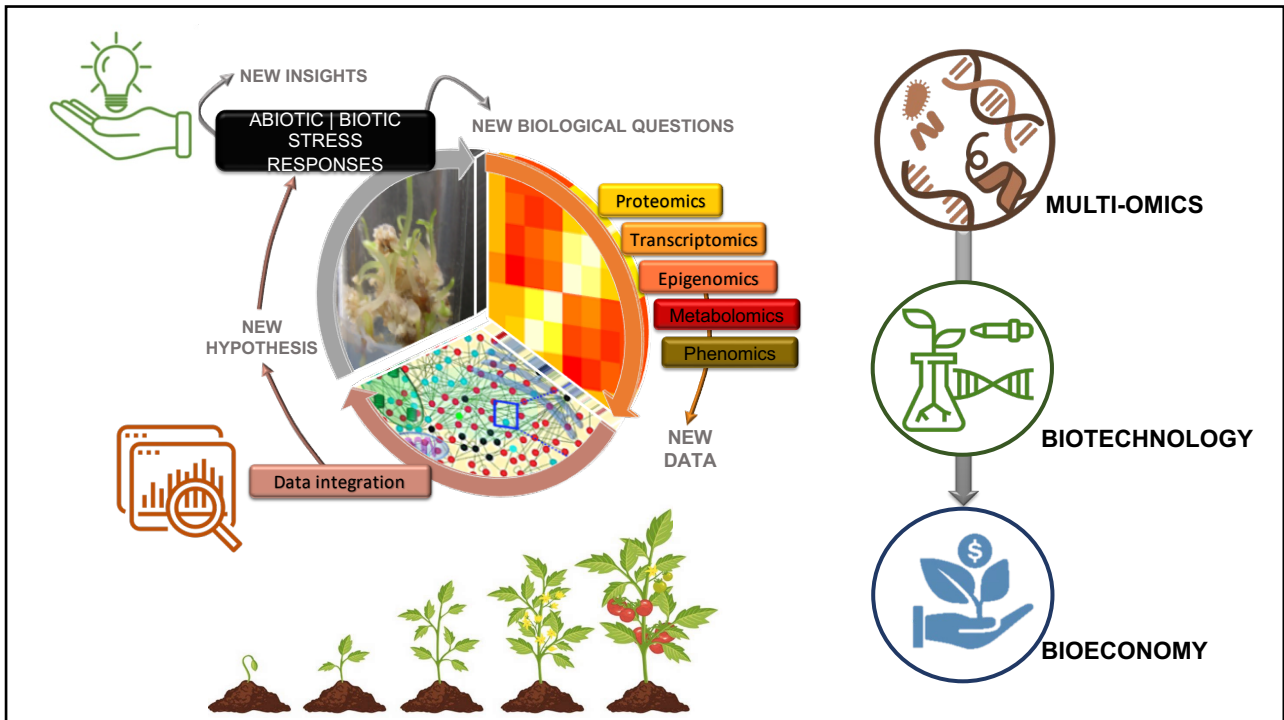 NEW INSIGHTS
ABIOTIC | BIOTIC
STRESS
RESPONSES
NEW BIOLOGICAL QUESTIONS
Proteomics
Transcriptomics
Epigenomics
Metabolomics
Phenomics
NEW
DATA
NEW
HYPOTHESIS
Data integration
MULTI-OMICS
BIOTECHNOLOGY
$
BIOECONOMY